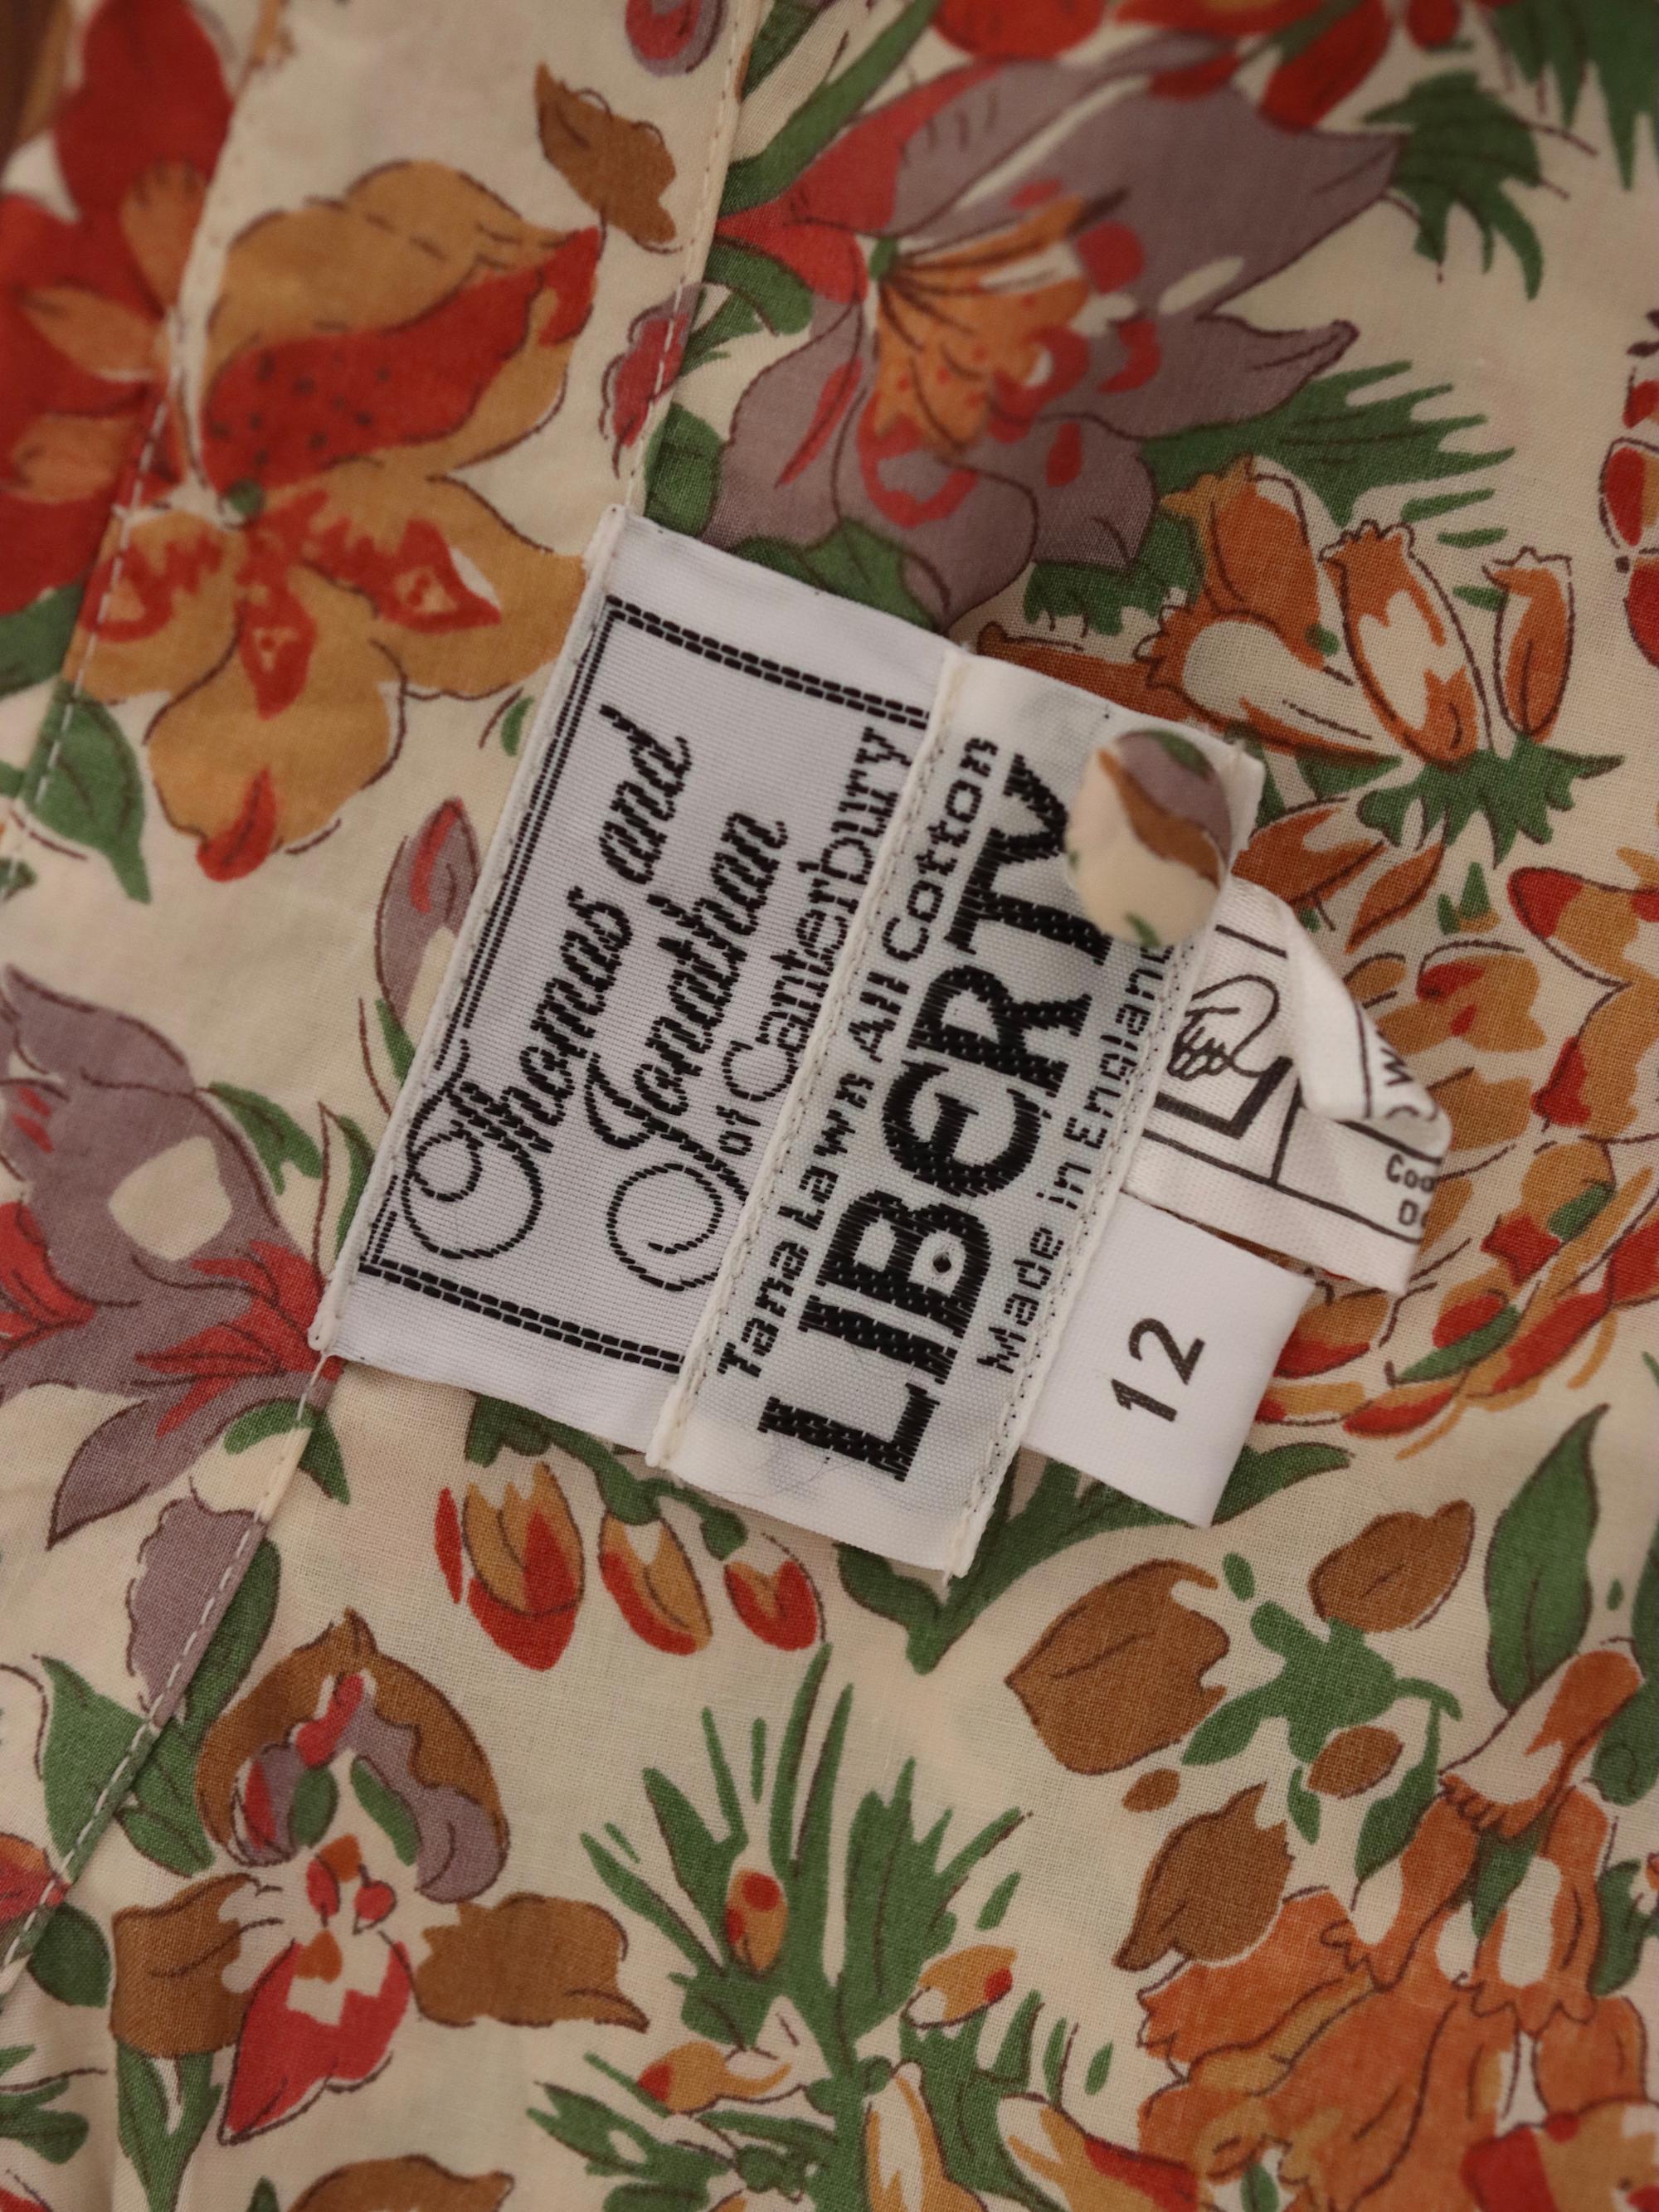 Thomas and
Jonathan
of Canterbury
Tana Lawn All Cotton
LIBERTY
Made in England
12